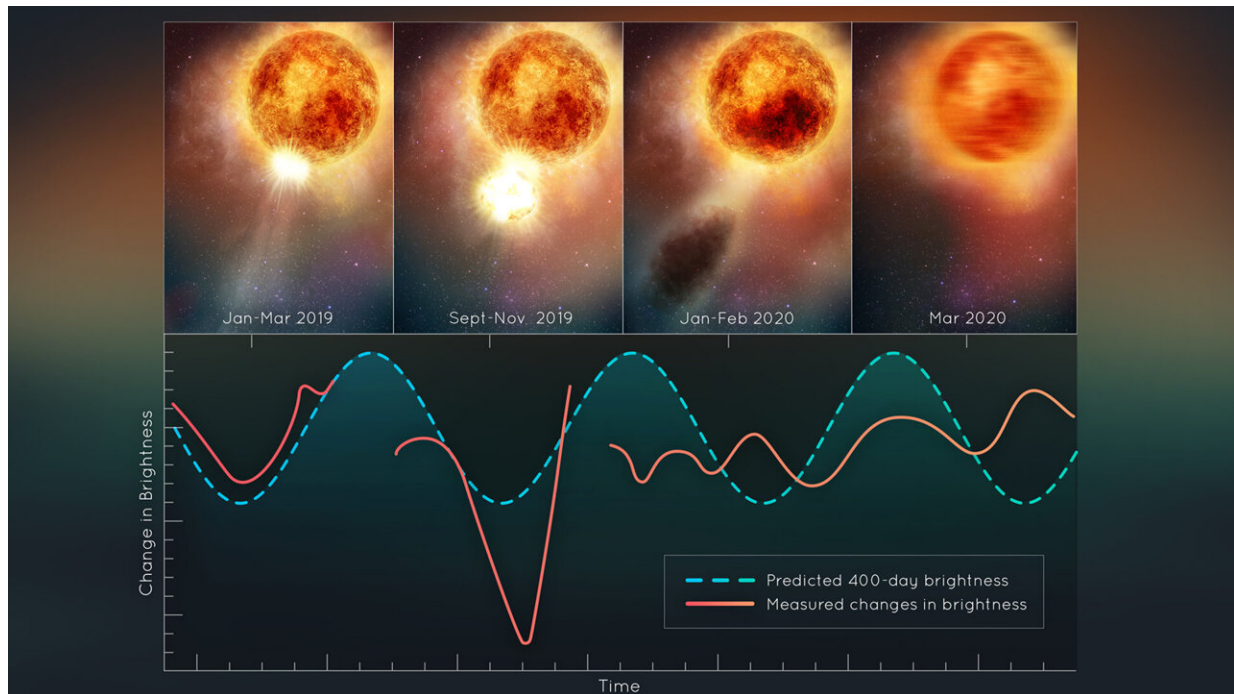 Jan-Mar 2019
Sept-Nov 2019
Jan-Feb 2020
Mar 2020
Change in Brightness
Predicted 400-day brightness
Measured changes in brightness
Time